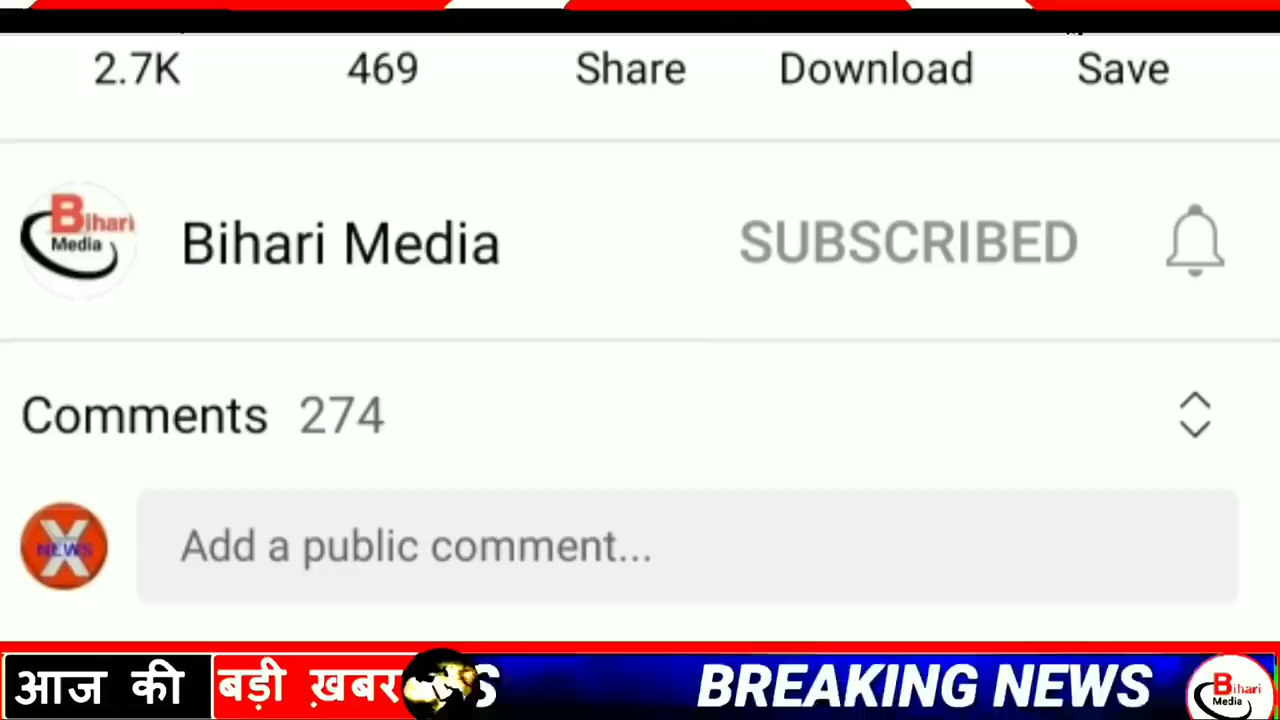 2.7K 469 Share Download Save
Bihari Media
Bihari Media SUBSCRIBED
Comments 274
X NEWS
Add a public comment...
आज की बड़ी ख़बर S BREAKING NEWS
Bihari Media